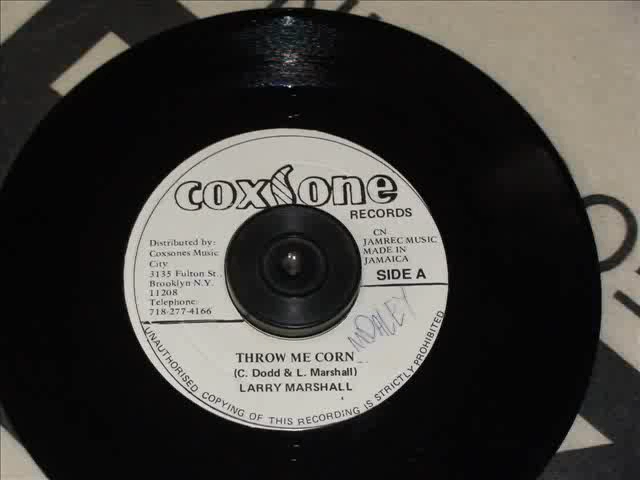 coxsone
RECORDS
Distributed by:
Coxsones Music
City
3135 Fulton St.,
Brooklyn N.Y.
11208
Telephone:
718-277-4166
CN
JAMREC MUSIC
MADE IN
JAMAICA
SIDE A
THROW ME CORN
(C. Dodd & L. Marshall)
LARRY MARSHALL
UNAUTHORISED COPYING OF THIS RECORDING IS STRICTLY PROHIBITED